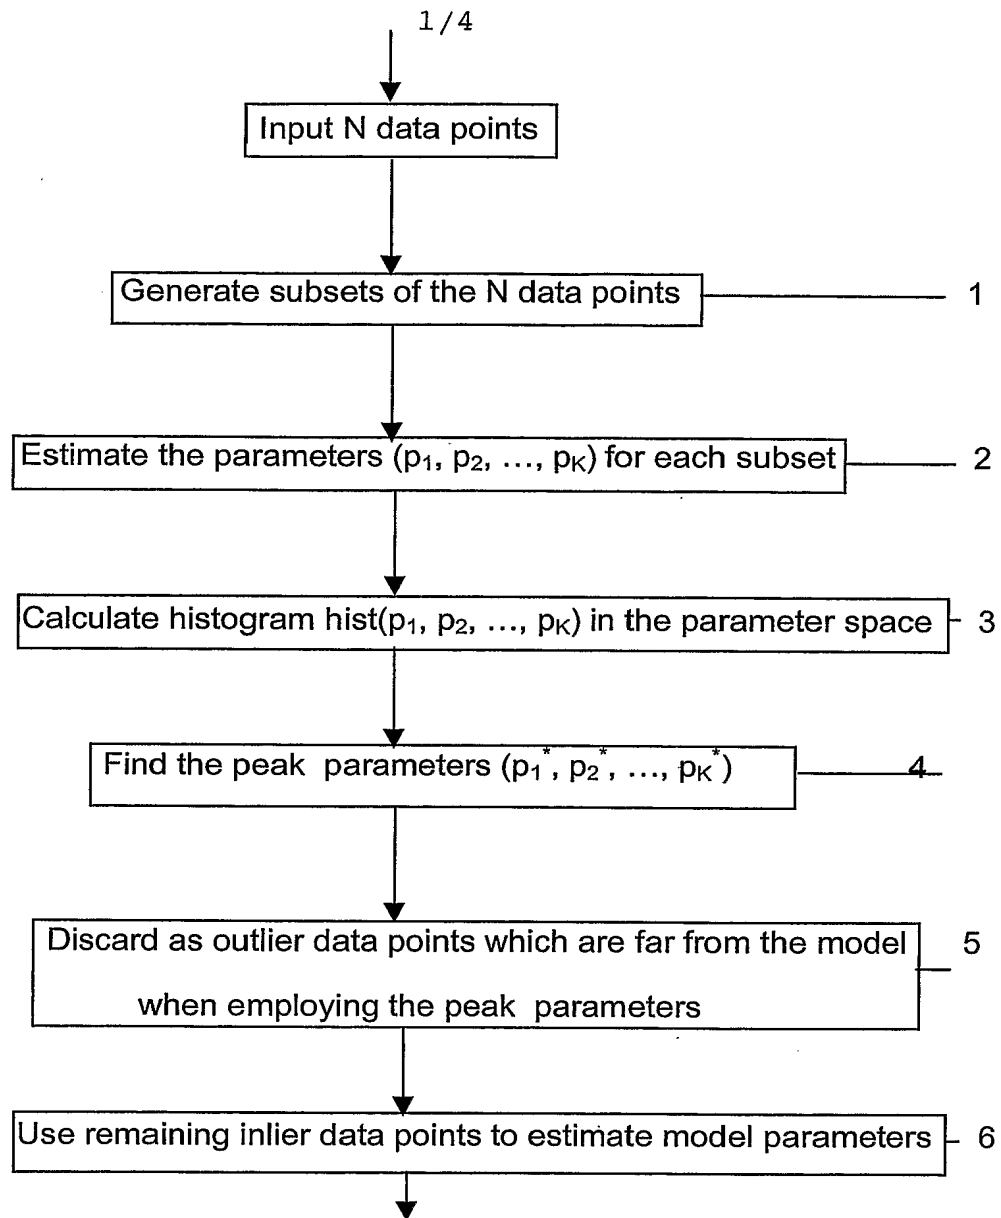 1/4
Input N data points
Generate subsets of the N data points
1
Estimate the parameters (p₁, p₂, ..., pₖ) for each subset
2
Calculate histogram hist(p₁, p₂, ..., pₖ) in the parameter space
3
Find the peak parameters (p₁*, p₂*, ..., pₖ*)
4
Discard as outlier data points which are far from the model
5
when employing the peak parameters
Use remaining inlier data points to estimate model parameters
6